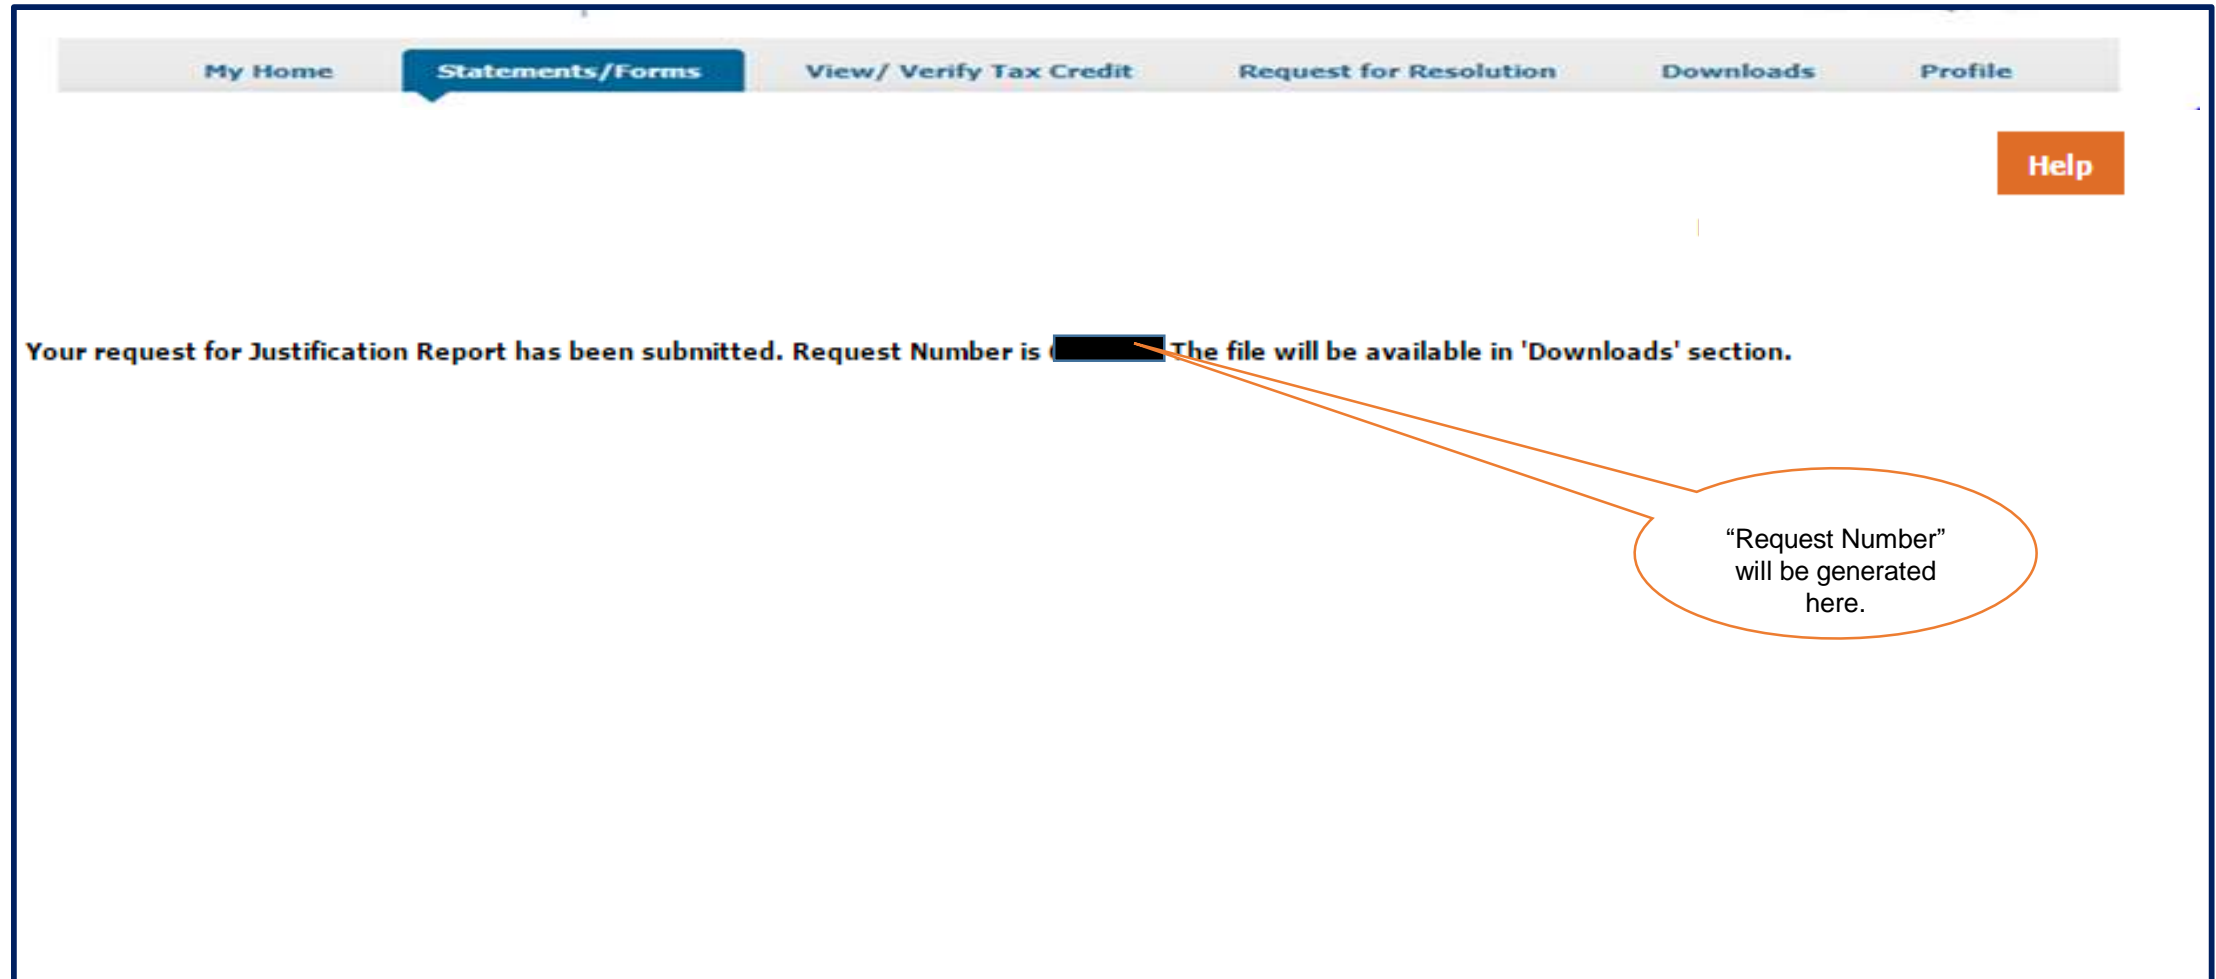 My Home Statements/Forms View/ Verify Tax Credit Request for Resolution Downloads Profile
Help
Your request for Justification Report has been submitted. Request Number is The file will be available in 'Downloads' section.
“Request Number”
will be generated
here.